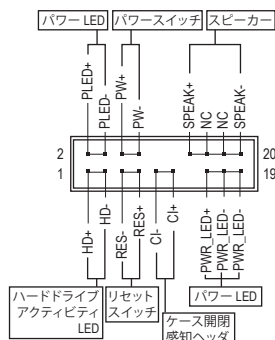 パワー LED
パワースイッチ
スピーカー
PLED+
PLED-
PW+
PW-
SPEAK+
NC
NC
SPEAK-
2
20
1
19
HD+
HD-
RES-
RES+
CI-
CI+
PWR_LED+
PWR_LED-
PWR_LED-
ハードドライブ
アクティビティ
LED
リセット
スイッチ
ケース開閉
感知ヘッダ
パワー LED